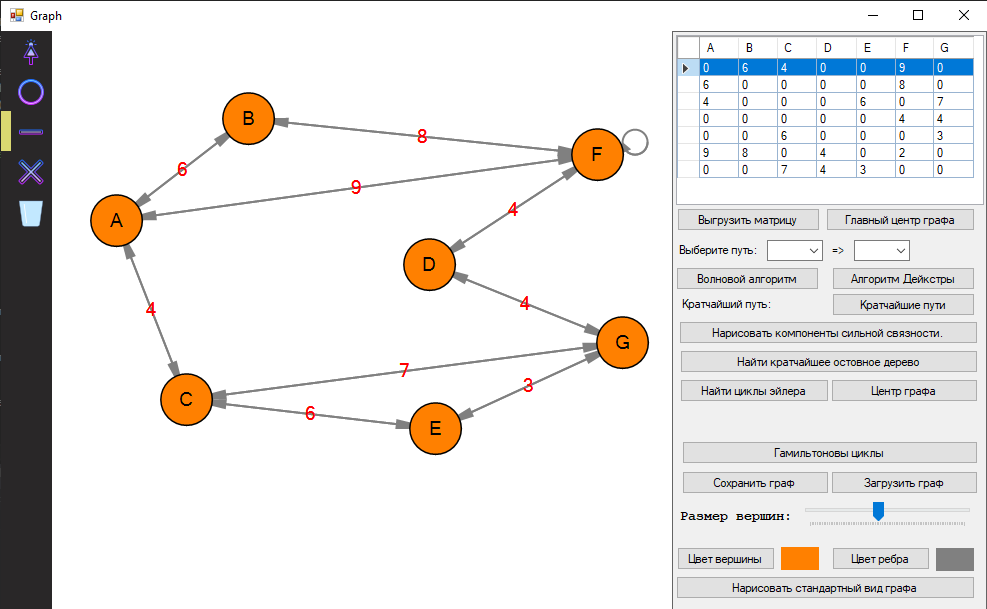 Graph
A B C D E F G
0 6 4 0 0 9 0
6 0 0 0 0 8 0
4 0 0 0 6 0 7
0 0 0 0 0 4 4
0 0 6 0 0 0 3
9 8 0 4 0 2 0
0 0 7 4 3 0 0
B
8
F
6
9
A
4
D
4
4
G
7
C
3
6
E
Выгрузить матрицу Главный центр графа
Выберите путь: =>
Волновой алгоритм Алгоритм Дейкстры
Кратчайший путь: Кратчайшие пути
Нарисовать компоненты сильной связности.
Найти кратчайшее остовное дерево
Найти циклы эйлера Центр графа
Гамильтоновы циклы
Сохранить граф Загрузить граф
Размер вершин:
Цвет вершины Цвет ребра
Нарисовать стандартный вид графа